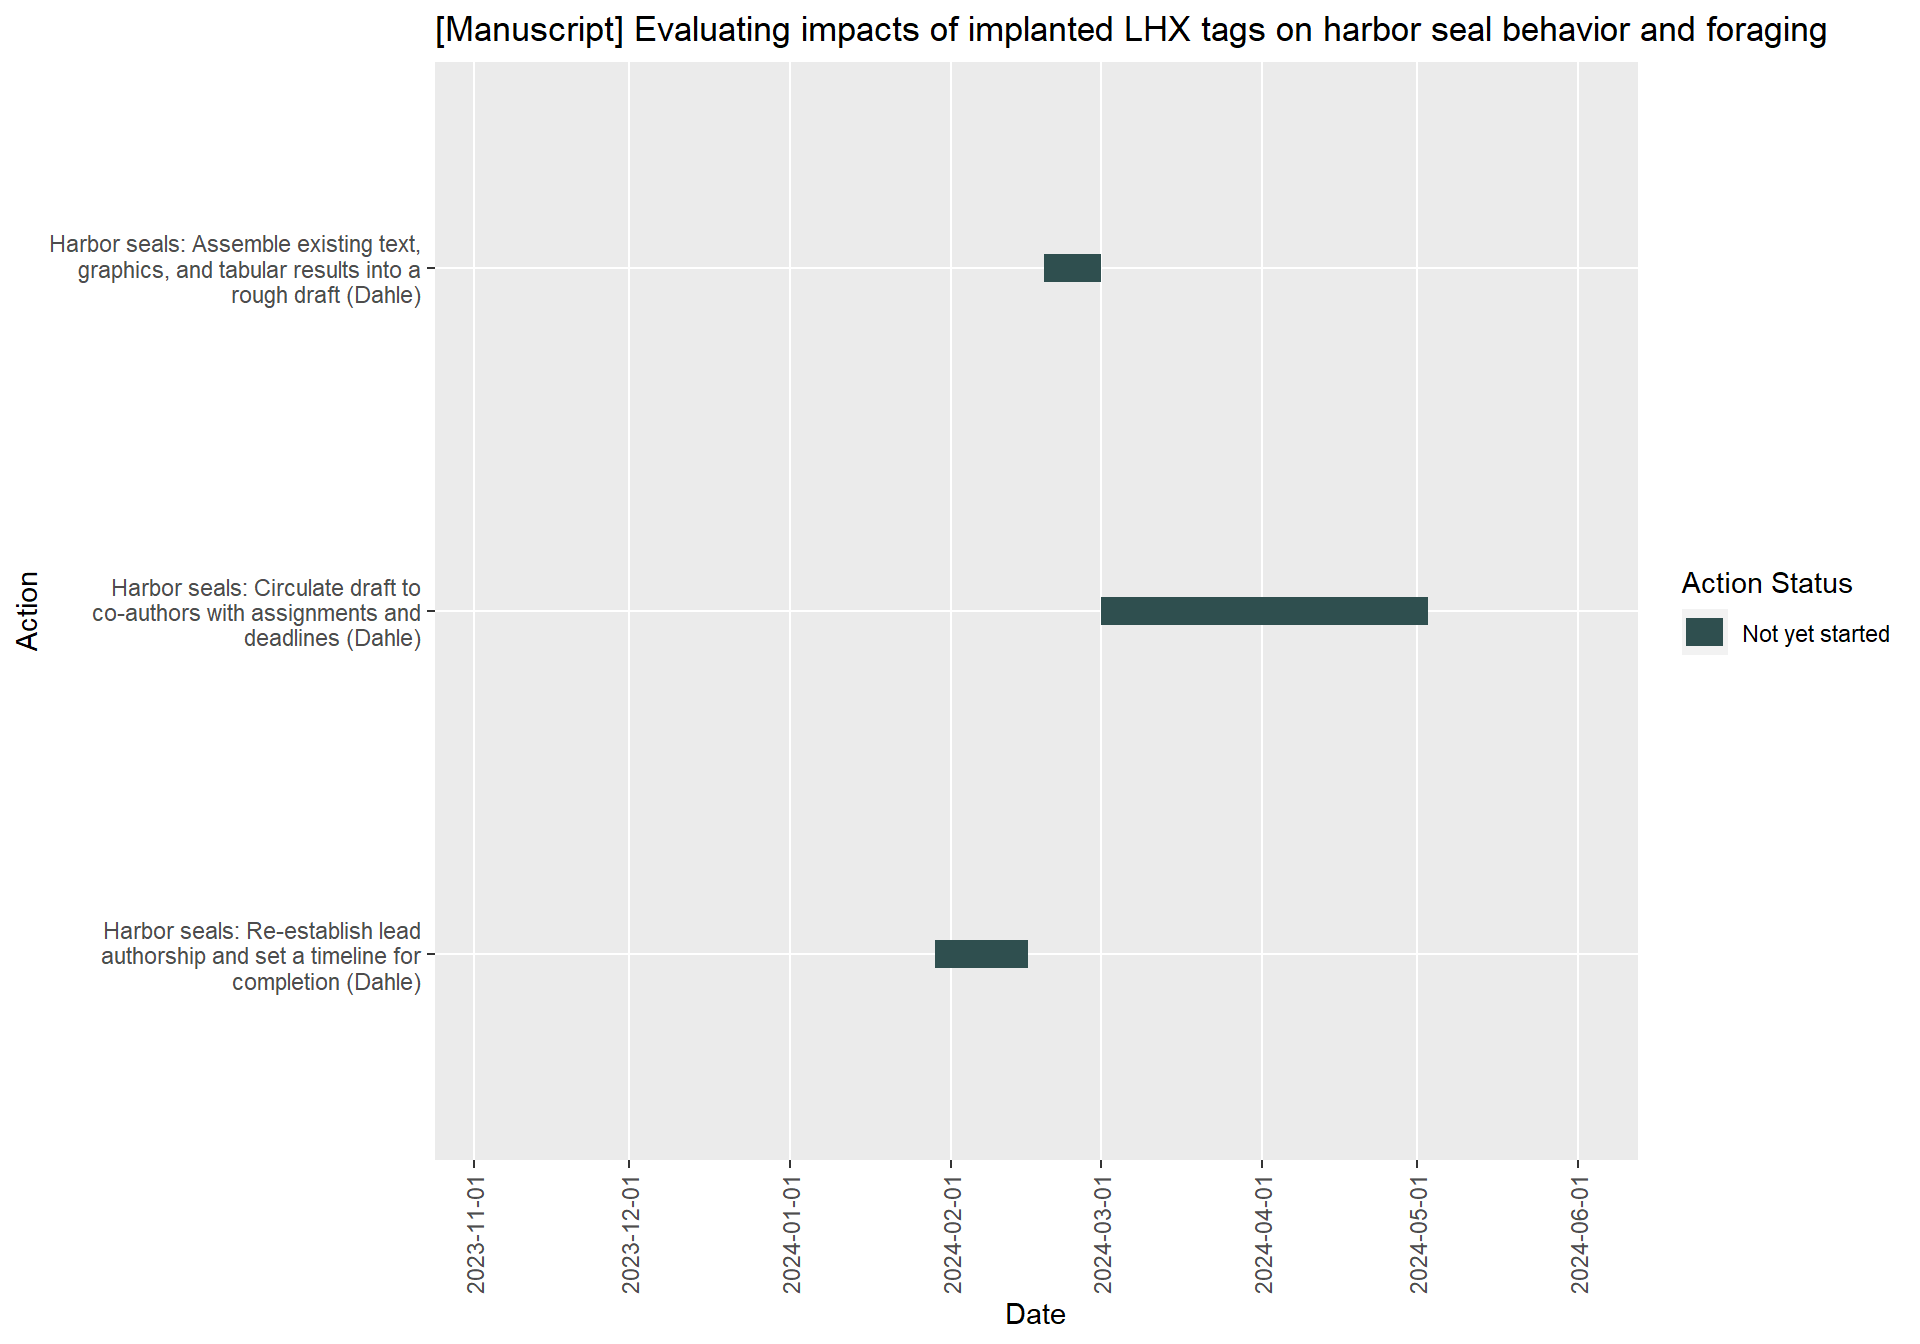 [Manuscript] Evaluating impacts of implanted LHX tags on harbor seal behavior and foraging
Harbor seals: Assemble existing text,
graphics, and tabular results into a
rough draft (Dahle)
Harbor seals: Circulate draft to
co-authors with assignments and
deadlines (Dahle)
Harbor seals: Re-establish lead
authorship and set a timeline for
completion (Dahle)
Action
Action Status
Not yet started
2023-11-01
2023-12-01
2024-01-01
2024-02-01
2024-03-01
2024-04-01
2024-05-01
2024-06-01
Date